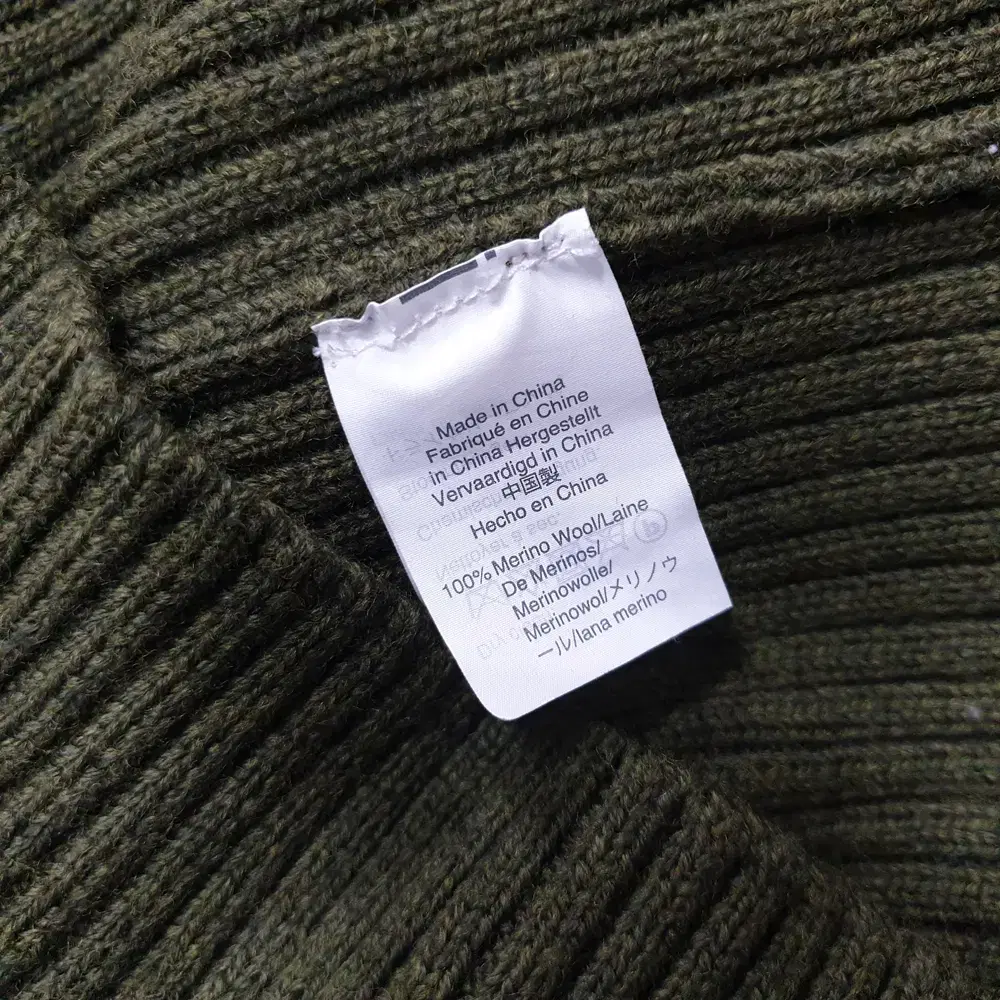 Made in China
Fabriqué en Chine
in China Hergestellt
Vervaardigd in China
中国製
Hecho en China
100% Merino Wool/Laine
De Merinos/
Merinowolle/
Merinowol/メリノウ
ール/lana merino